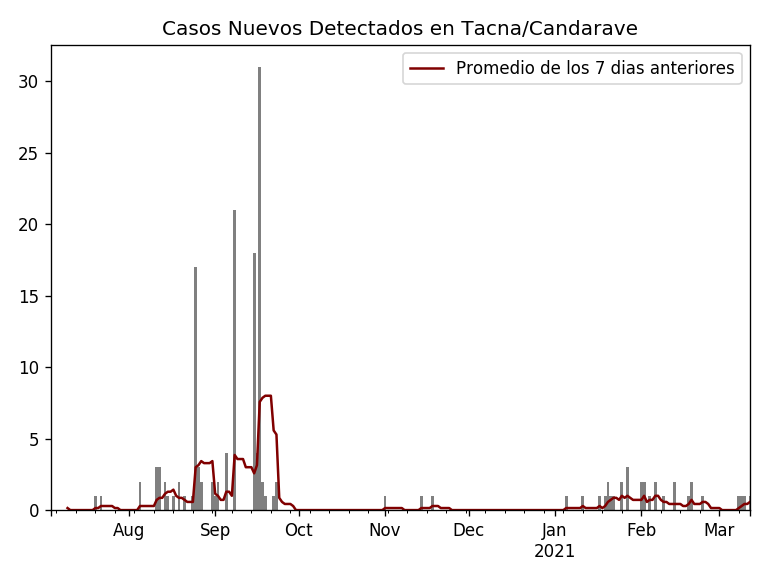 Casos Nuevos Detectados en Tacna/Candarave
Promedio de los 7 dias anteriores
30
25
20
15
10
5
0
Aug Sep Oct Nov Dec Jan Feb Mar
2021